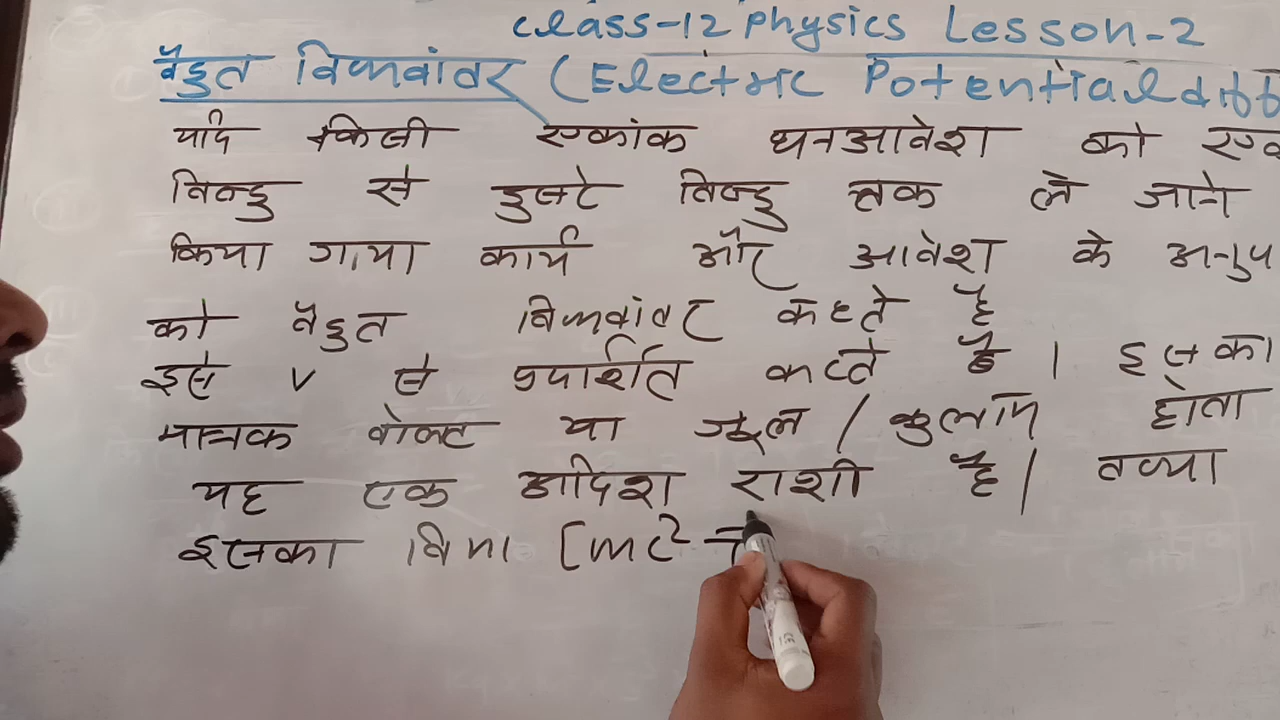 Class-12 Physics Lesson-2
वैद्युत विभवांतर (Electric Potential diff
यदि किसी एकांक धनआवेश को एक
बिन्दु से दुसरे बिन्दु तक ले जाने
किया गया कार्य और आवेश के अनुप
को वैद्युत विभवांतर कहते है
इसे V से प्रदर्शित करते है । इसका
मात्रक वोल्ट या जूल / कुलाम होता
यह एक अदिश राशी है । तथा
इसका विमा [ML²T